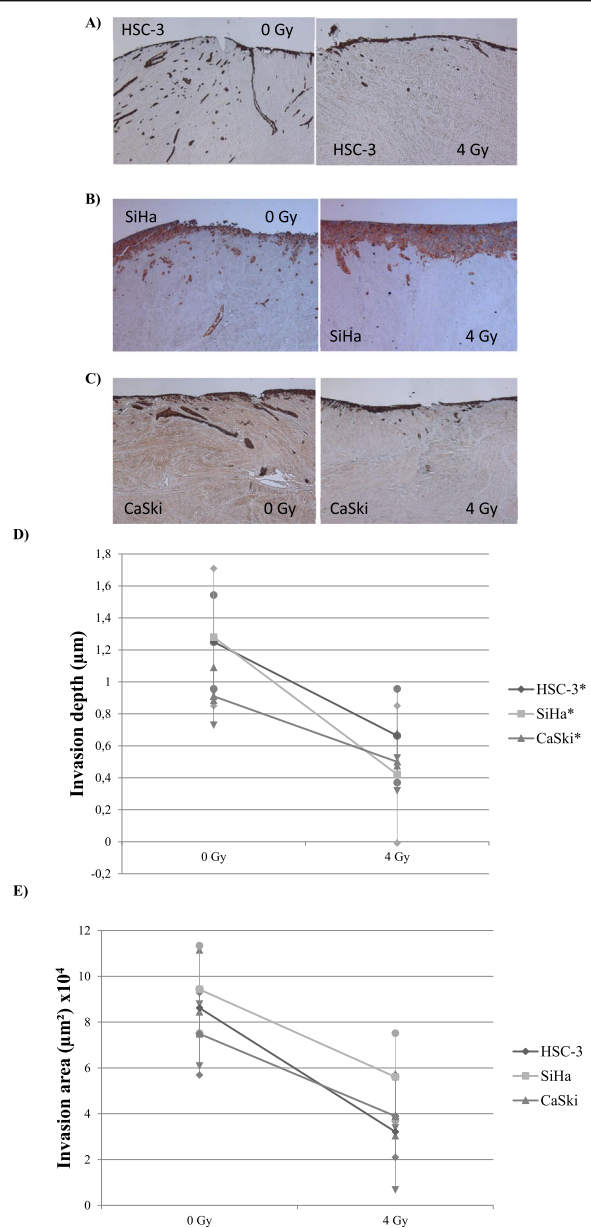 A)
HSC-3 0 Gy
HSC-3 4 Gy
B)
SiHa 0 Gy
SiHa 4 Gy
C)
CaSki 0 Gy
CaSki 4 Gy
D)
Invasion depth (µm)
1,8
1,6
1,4
1,2
1
0,8
0,6
0,4
0,2
0
-0,2
0 Gy 4 Gy
HSC-3*
SiHa*
CaSki*
E)
Invasion area (µm²) x10⁴
12
10
8
6
4
2
0
0 Gy 4 Gy
HSC-3
SiHa
CaSki